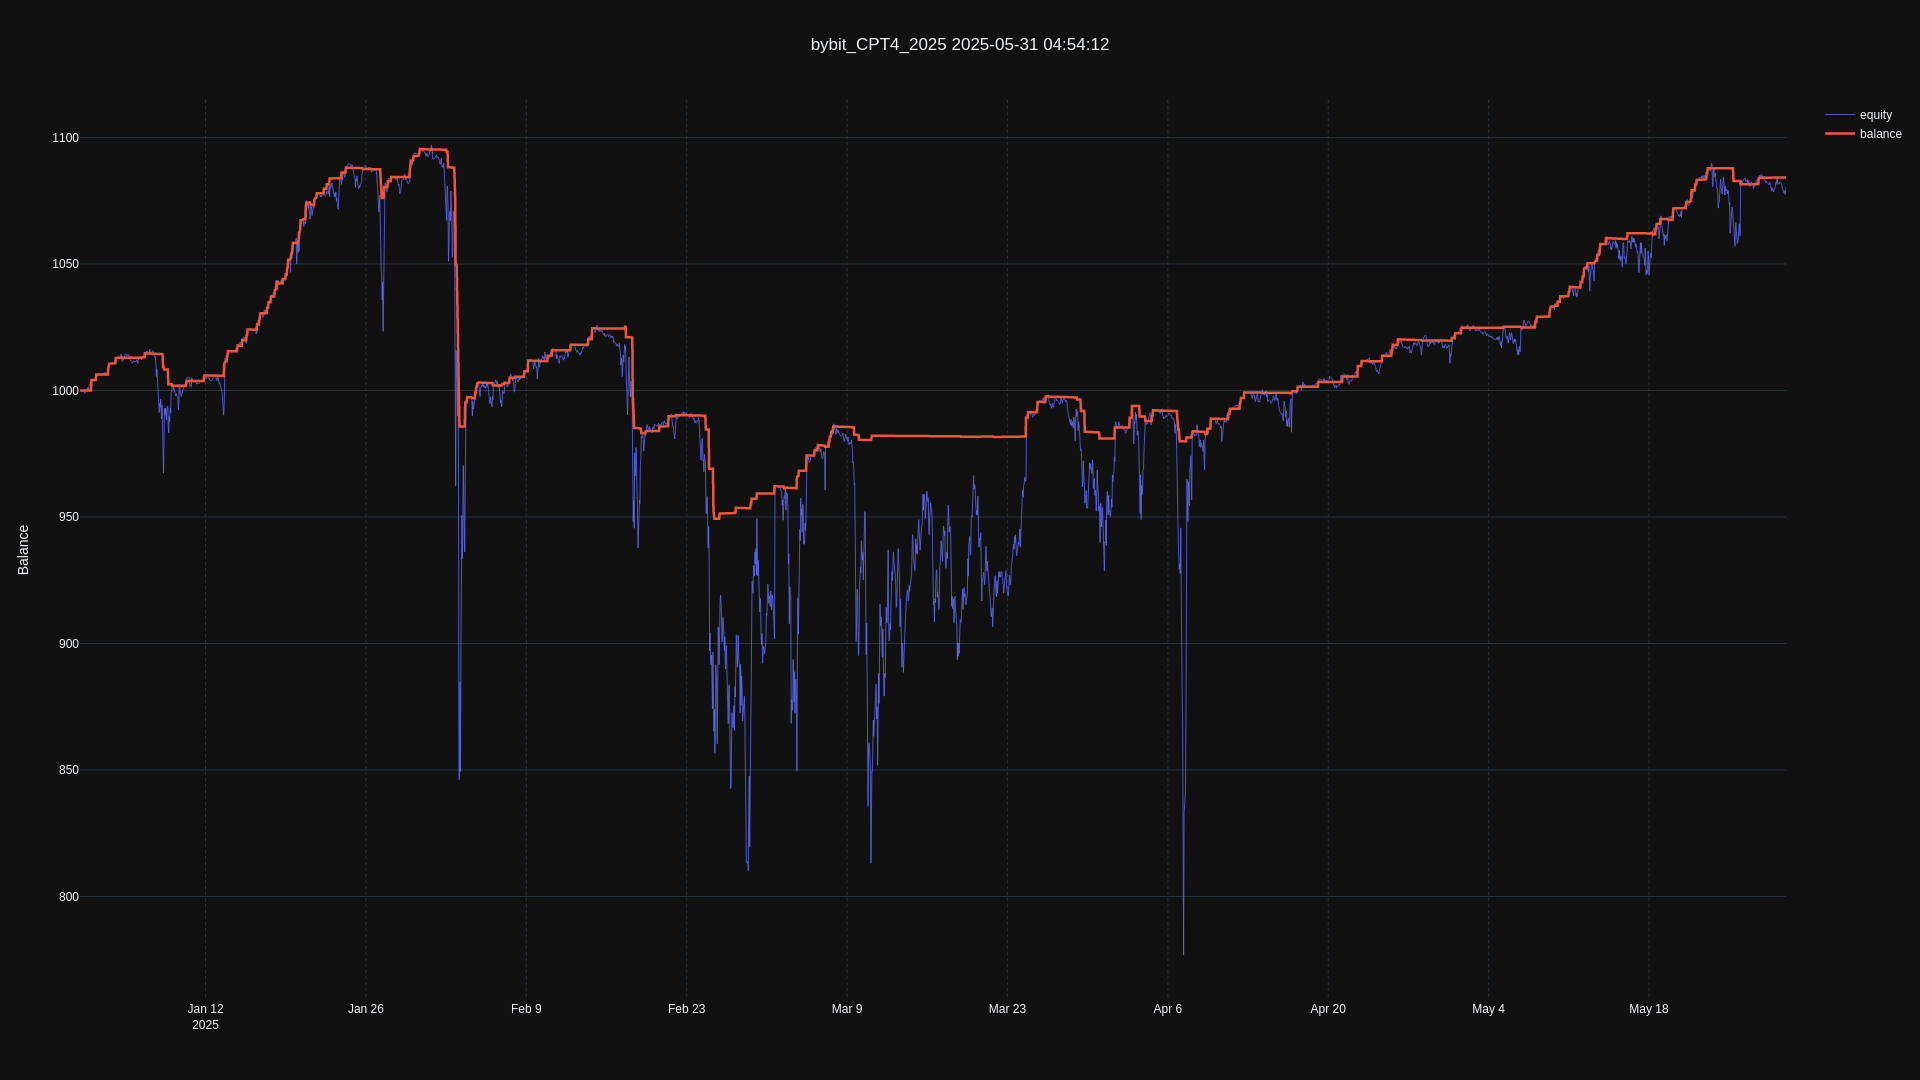 bybit_CPT4_2025 2025-05-31 04:54:12
equity
balance
1100
1050
1000
950
900
850
800
Balance
Jan 12
2025
Jan 26
Feb 9
Feb 23
Mar 9
Mar 23
Apr 6
Apr 20
May 4
May 18